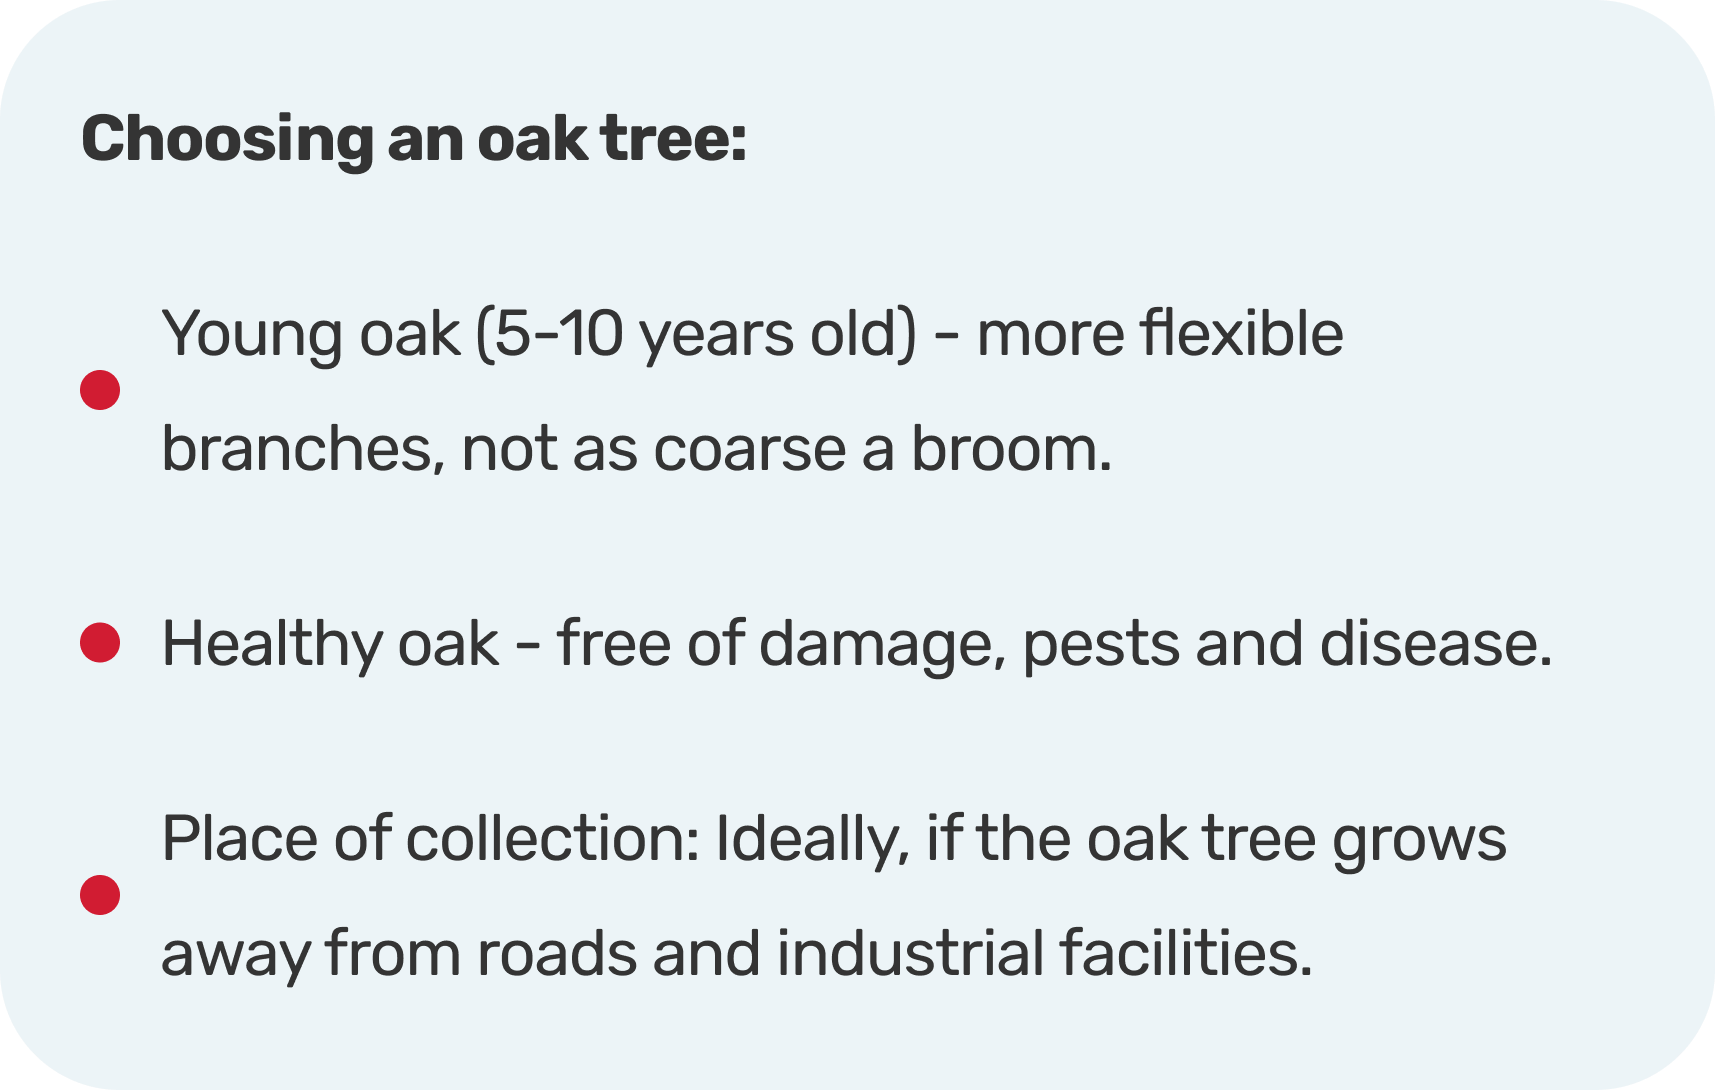 Choosing an oak tree:
Young oak (5-10 years old) - more flexible
branches, not as coarse a broom.
Healthy oak - free of damage, pests and disease.
Place of collection: Ideally, if the oak tree grows
away from roads and industrial facilities.